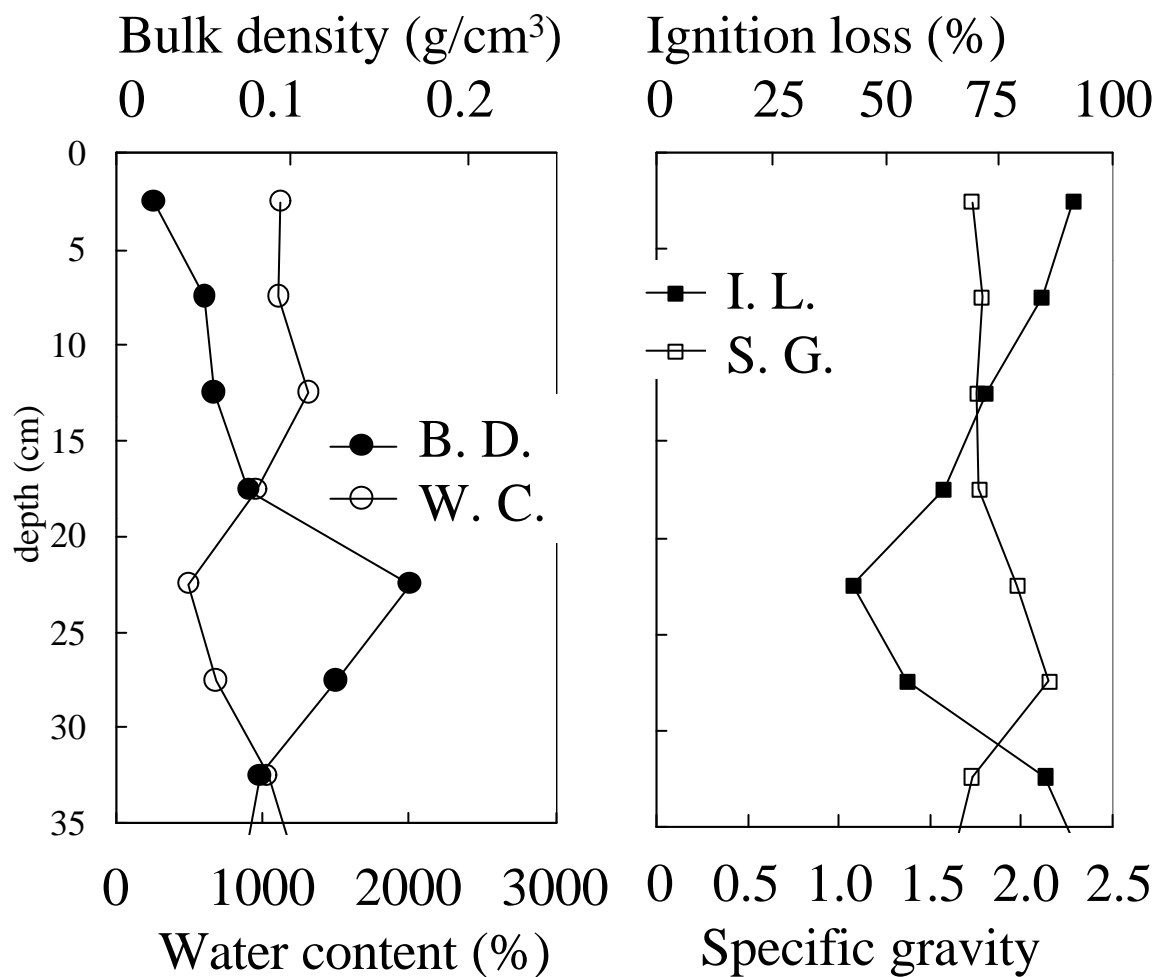 Bulk density (g/cm³)
0 0.1 0.2
Ignition loss (%)
0 25 50 75 100
depth (cm)
0
5
10
15
20
25
30
35
B. D.
W. C.
I. L.
S. G.
0 1000 2000 3000
Water content (%)
0 0.5 1.0 1.5 2.0 2.5
Specific gravity